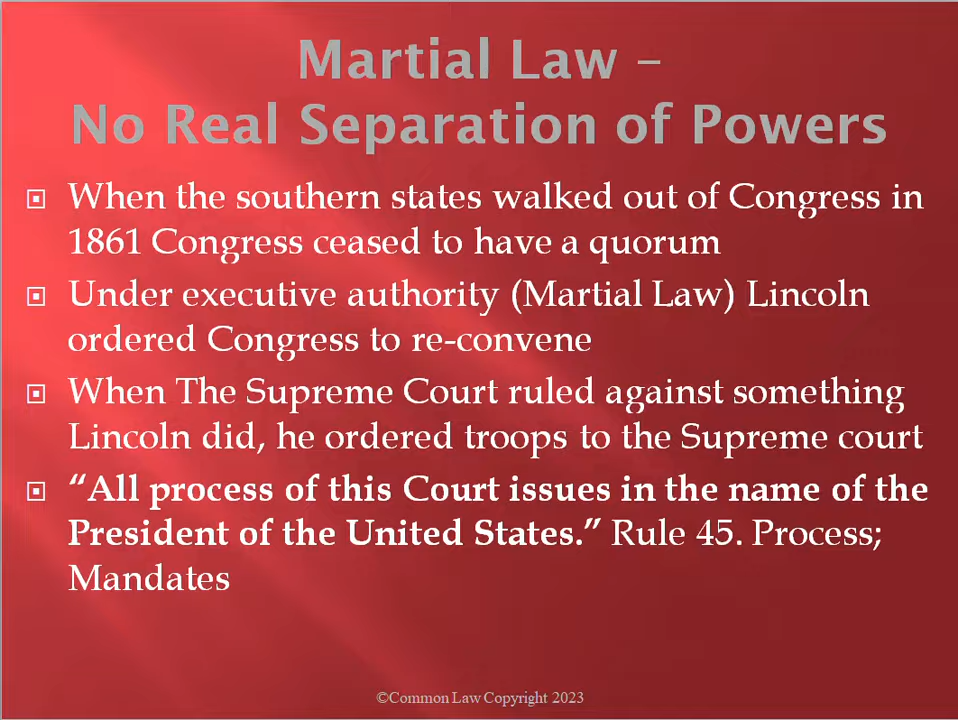 Martial Law –
No Real Separation of Powers
When the southern states walked out of Congress in
1861 Congress ceased to have a quorum
Under executive authority (Martial Law) Lincoln
ordered Congress to re-convene
When The Supreme Court ruled against something
Lincoln did, he ordered troops to the Supreme court
“All process of this Court issues in the name of the
President of the United States.” Rule 45. Process;
Mandates
©Common Law Copyright 2023